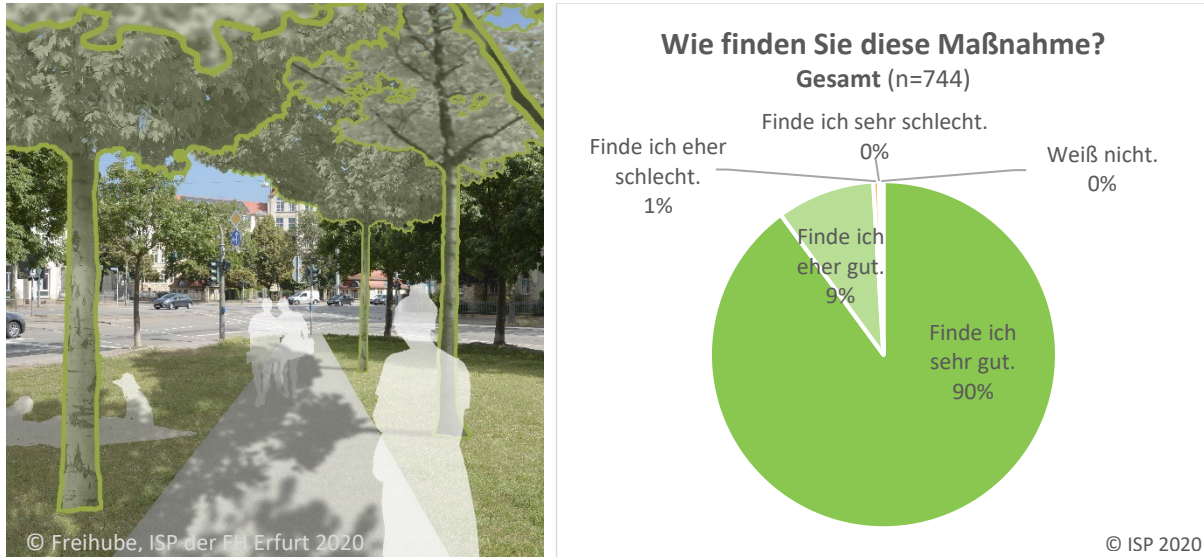 © Freihube, ISP der FH Erfurt 2020
Wie finden Sie diese Maßnahme?
Gesamt (n=744)
Finde ich sehr schlecht.
0%
Finde ich eher
schlecht.
1%
Weiß nicht.
0%
Finde ich
eher gut.
9%
Finde ich
sehr gut.
90%
© ISP 2020